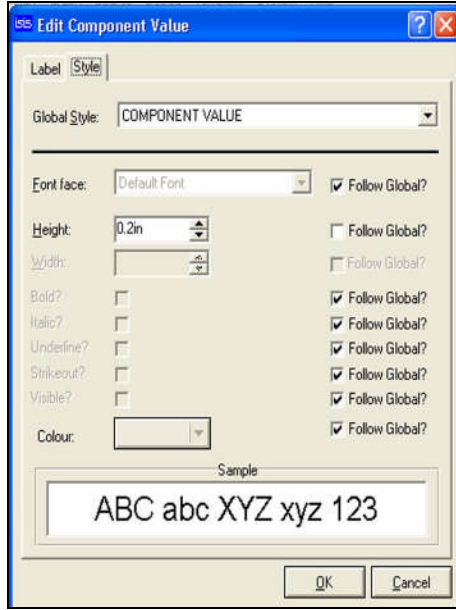 isis Edit Component Value
Label Style
Global Style: COMPONENT VALUE
Font face: Default Font Follow Global?
Height: 0.2in Follow Global?
Width: Follow Global?
Bold? Follow Global?
Italic? Follow Global?
Underline? Follow Global?
Strikeout? Follow Global?
Visible? Follow Global?
Colour: Follow Global?
Sample
ABC abc XYZ xyz 123
OK Cancel